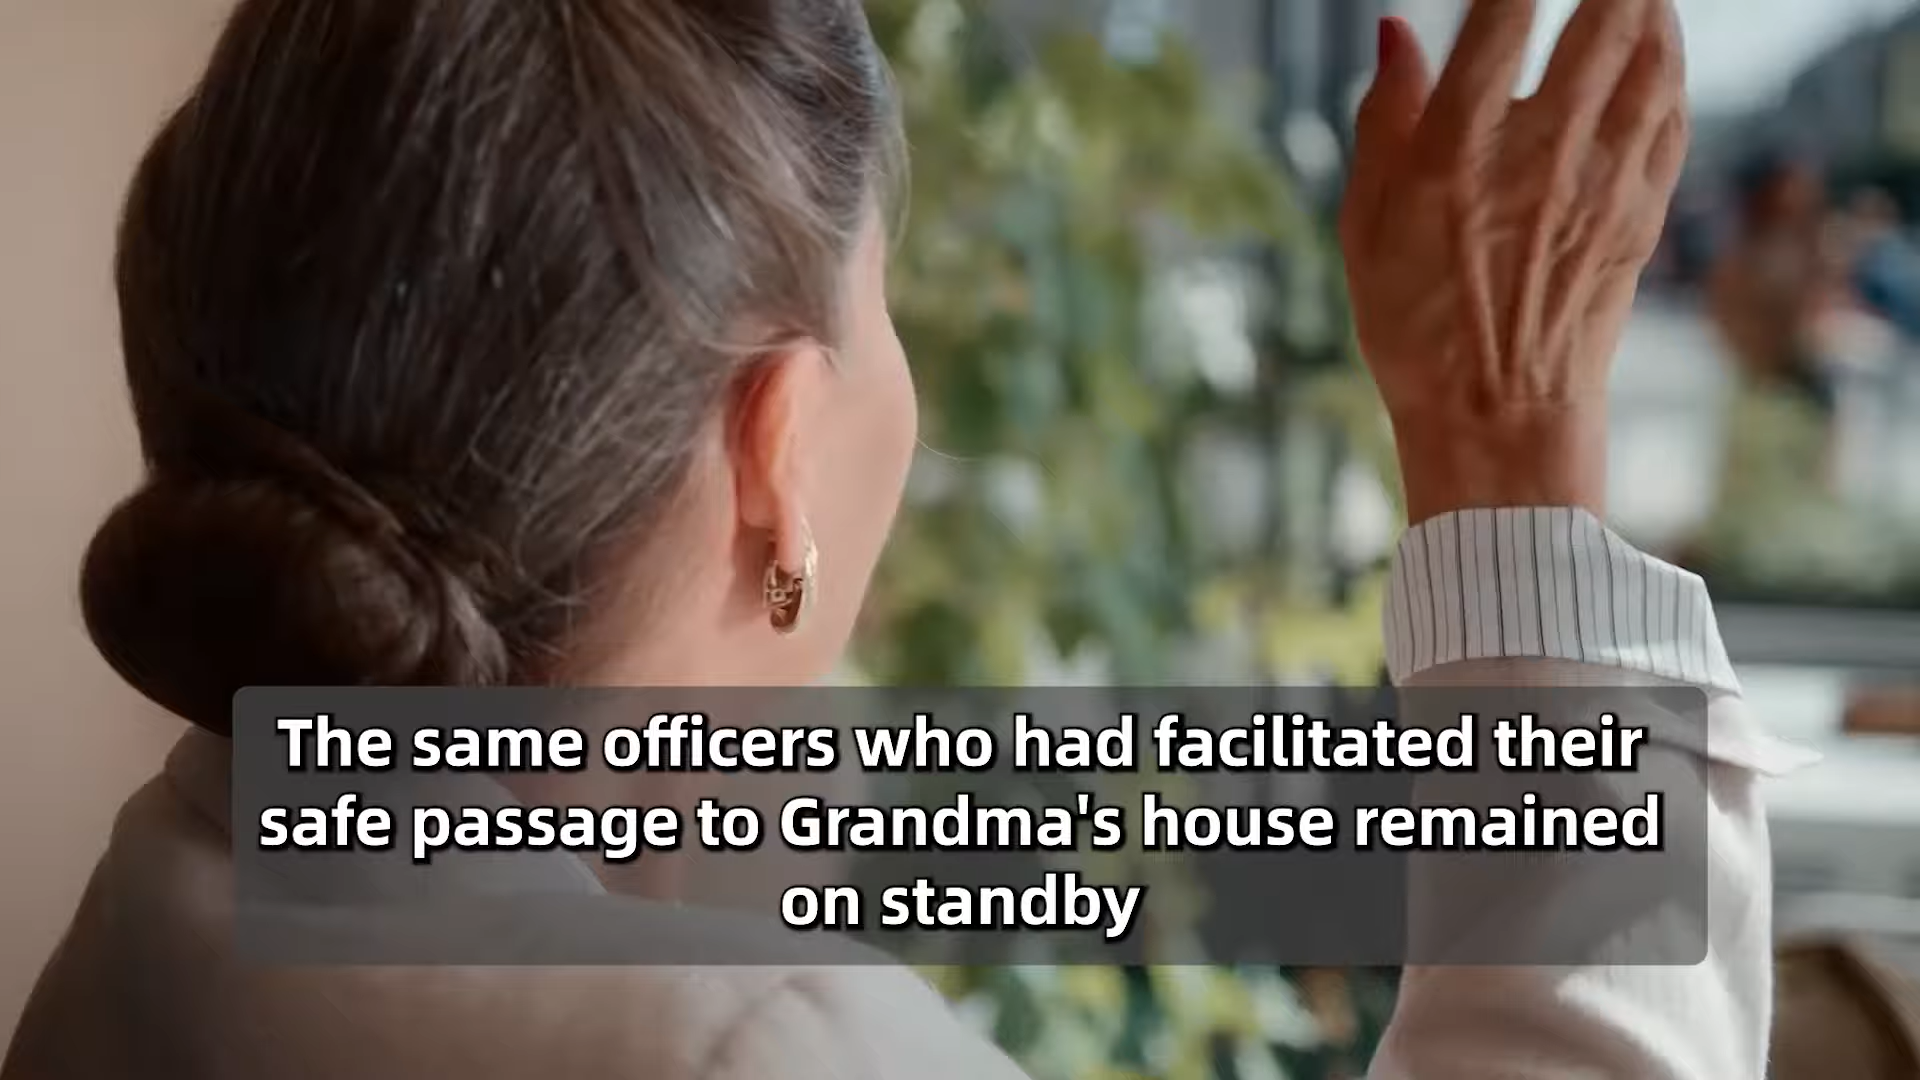 The same officers who had facilitated their
safe passage to Grandma's house remained
on standby